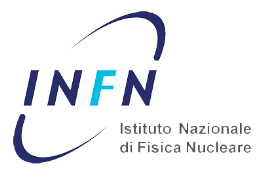 INFN
Istituto Nazionale
di Fisica Nucleare